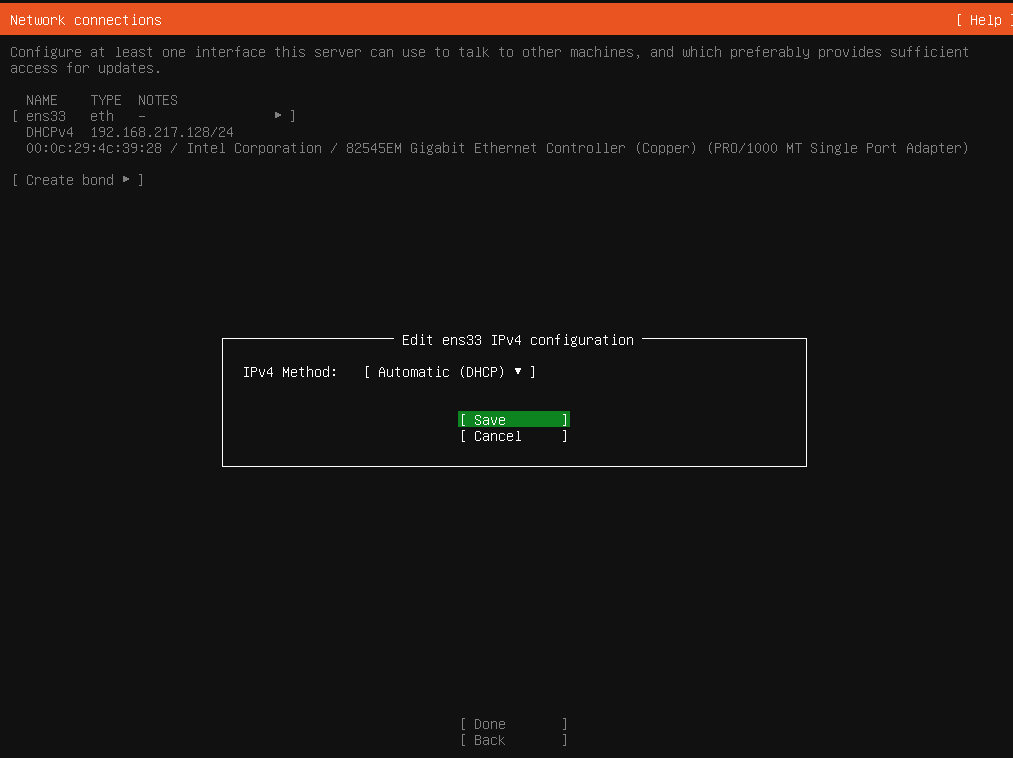 Network connections [ Help ]
Configure at least one interface this server can use to talk to other machines, and which preferably provides sufficient
access for updates.
NAME TYPE NOTES
[ ens33 eth – ▸ ]
DHCPv4 192.168.217.128/24
00:0c:29:4c:39:28 / Intel Corporation / 82545EM Gigabit Ethernet Controller (Copper) (PRO/1000 MT Single Port Adapter)
[ Create bond ▸ ]
Edit ens33 IPv4 configuration
IPv4 Method: [ Automatic (DHCP) ▾ ]
[ Save ]
[ Cancel ]
[ Done ]
[ Back ]